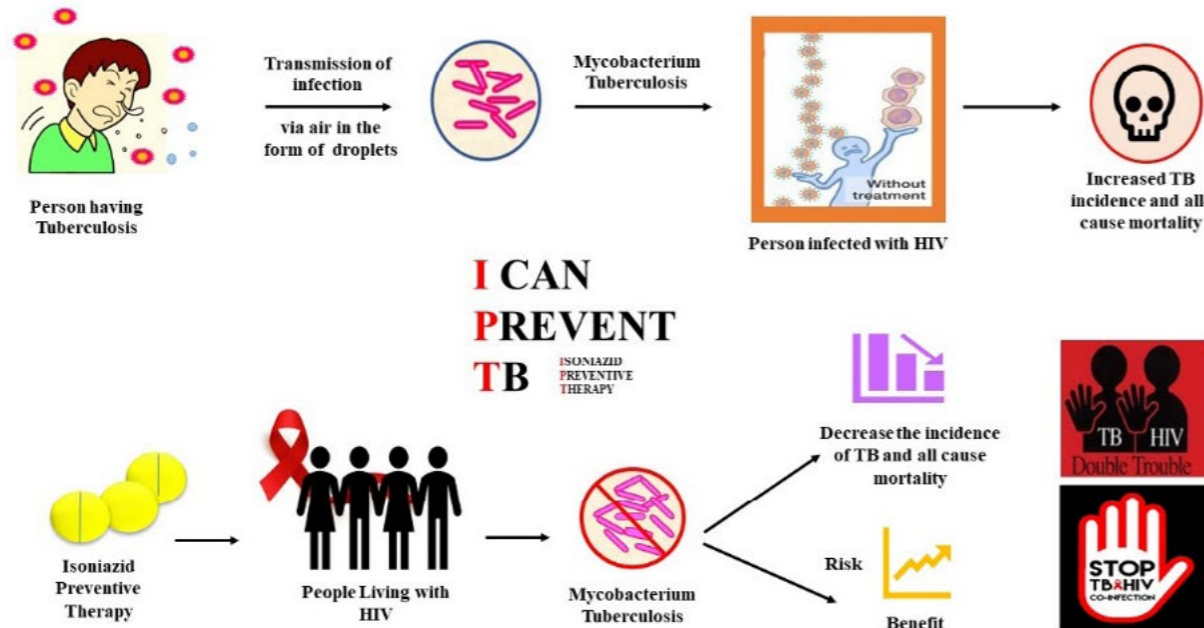 Transmission of
infection
via air in the
form of droplets
Person having
Tuberculosis
Mycobacterium
Tuberculosis
Without
treatment
Person infected with HIV
Increased TB
incidence and all
cause mortality
I CAN
PREVENT
TB
ISONIAZID
PREVENTIVE
THERAPY
Isoniazid
Preventive
Therapy
People Living with
HIV
Mycobacterium
Tuberculosis
Decrease the incidence
of TB and all cause
mortality
Risk
Benefit
TB HIV
Double Trouble
STOP
TB&HIV
CO-INFECTION